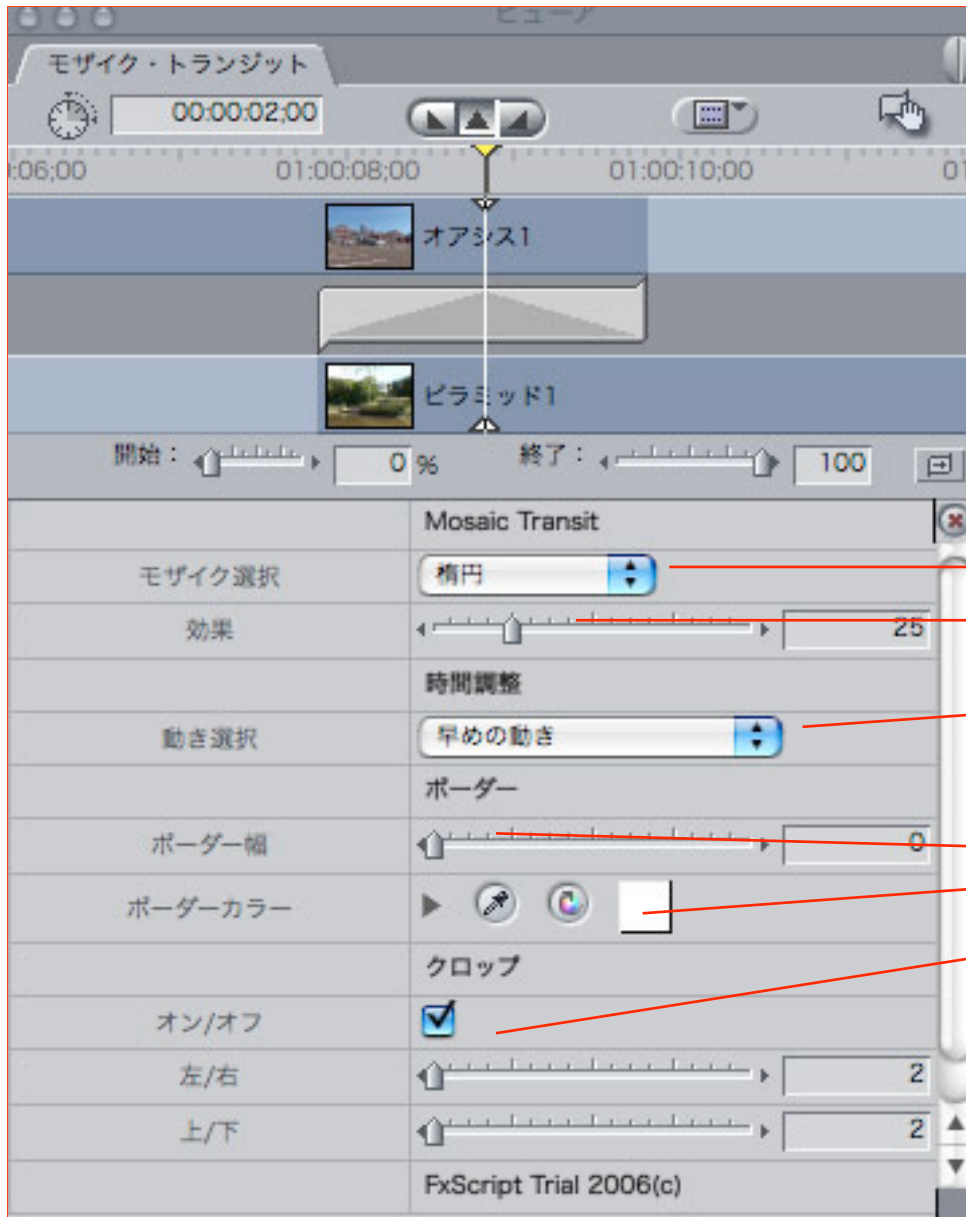 ビューア
モザイク・トランジット
00:00:02;00
:06;00 01:00:08;00 01:00:10;00 01
オアシス1
ピラミッド1
開始： 0 % 終了： 100
Mosaic Transit
モザイク選択 楕円
効果 25
時間調整
動き選択 早めの動き
ボーダー
ボーダー幅 0
ボーダーカラー
クロップ
オン/オフ
左/右 2
上/下 2
FxScript Trial 2006(c)